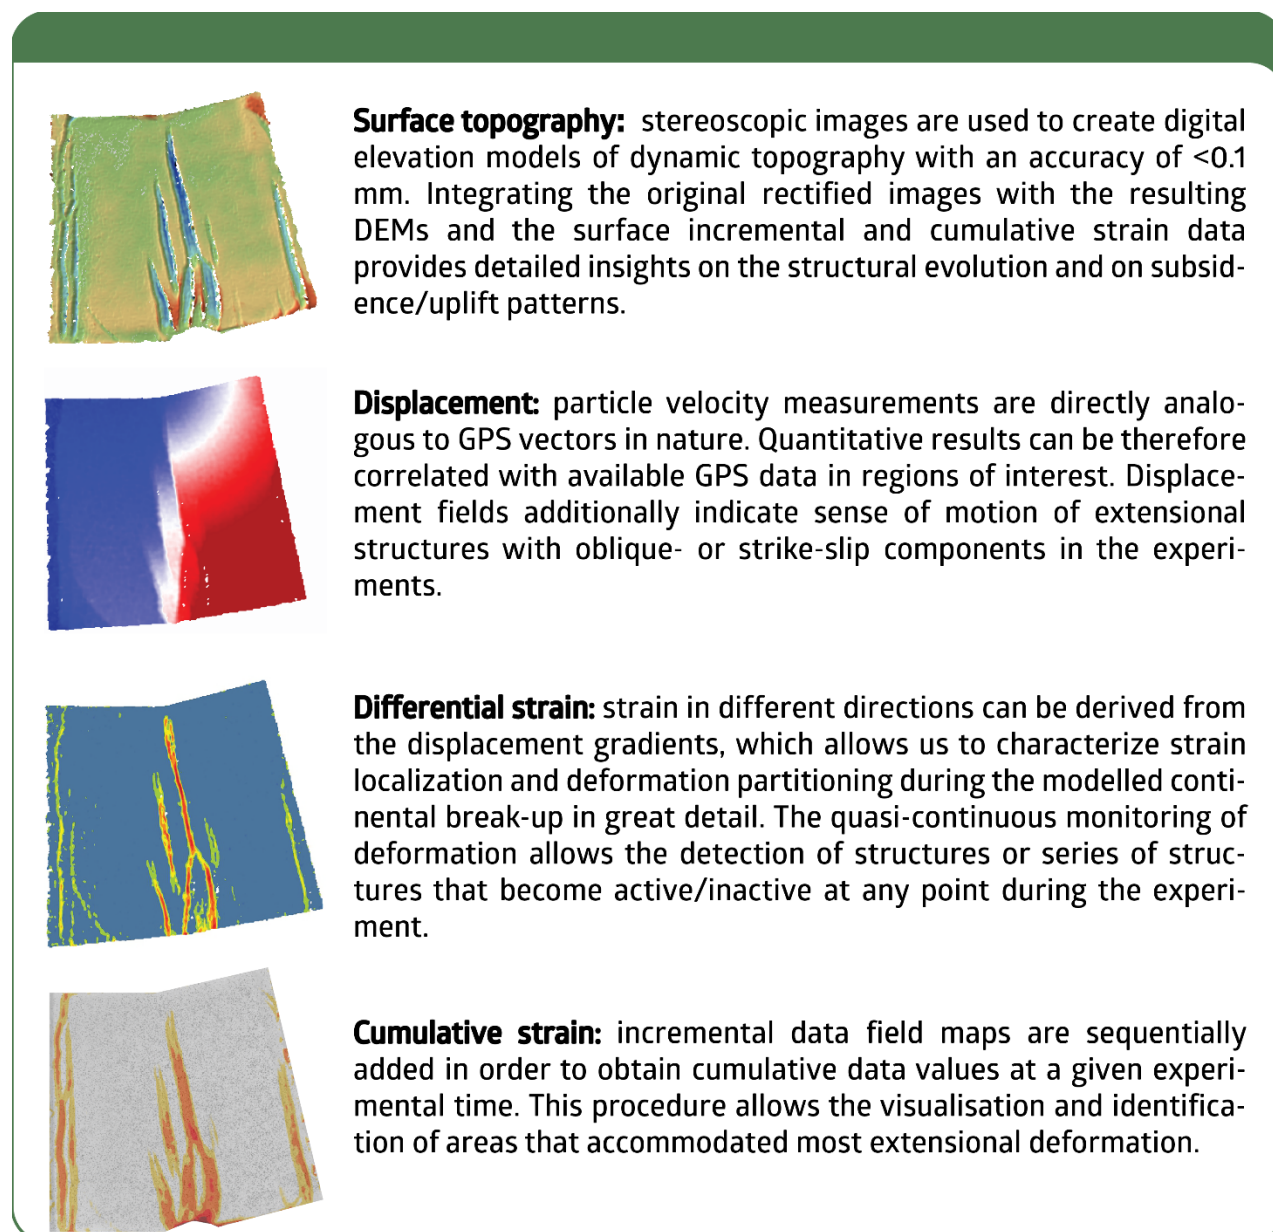 Surface topography: stereoscopic images are used to create digital
elevation models of dynamic topography with an accuracy of <0.1
mm. Integrating the original rectified images with the resulting
DEMs and the surface incremental and cumulative strain data
provides detailed insights on the structural evolution and on subsid-
ence/uplift patterns.
Displacement: particle velocity measurements are directly analo-
gous to GPS vectors in nature. Quantitative results can be therefore
correlated with available GPS data in regions of interest. Displace-
ment fields additionally indicate sense of motion of extensional
structures with oblique- or strike-slip components in the experi-
ments.
Differential strain: strain in different directions can be derived from
the displacement gradients, which allows us to characterize strain
localization and deformation partitioning during the modelled conti-
nental break-up in great detail. The quasi-continuous monitoring of
deformation allows the detection of structures or series of struc-
tures that become active/inactive at any point during the experi-
ment.
Cumulative strain: incremental data field maps are sequentially
added in order to obtain cumulative data values at a given experi-
mental time. This procedure allows the visualisation and identifica-
tion of areas that accommodated most extensional deformation.